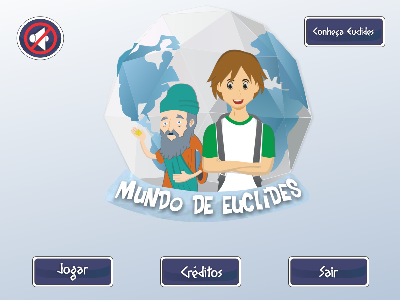 Conheça Euclides
MUNDO DE EUCLIDES
Jogar
Créditos
Sair